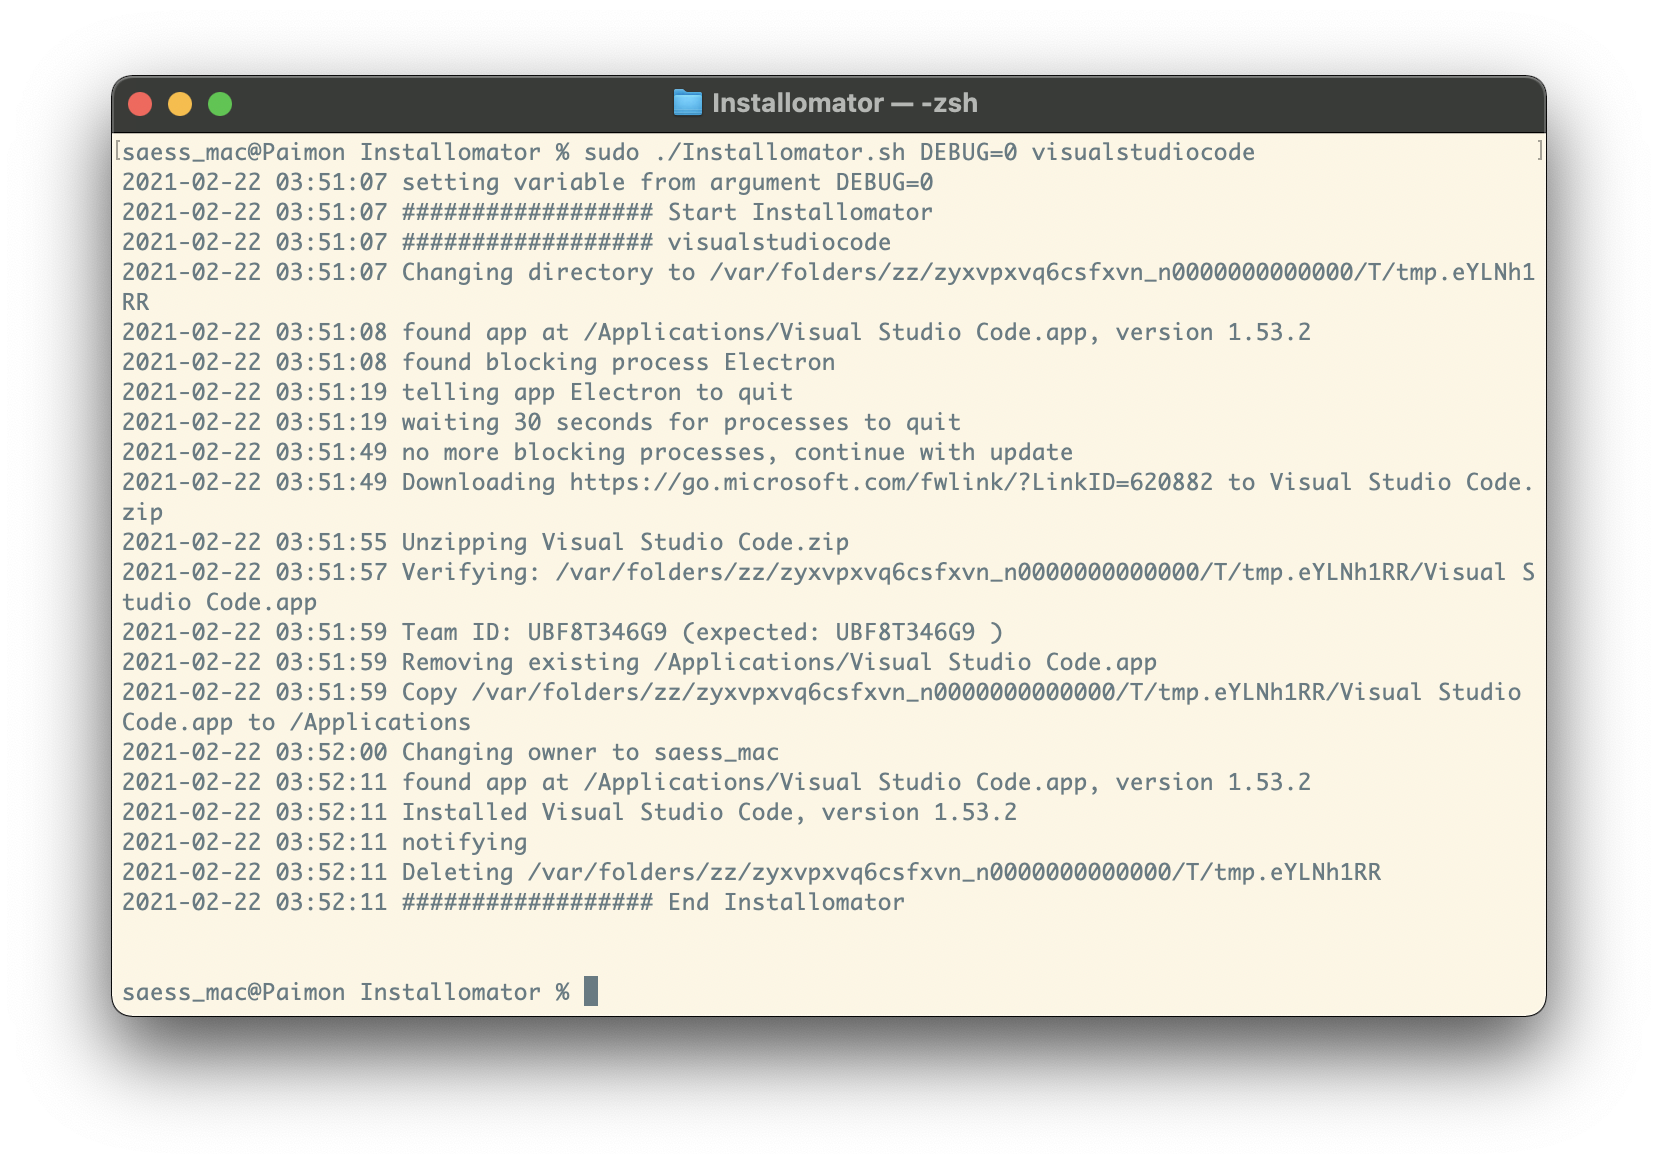 Installomator — -zsh
[saess_mac@Paimon Installomator % sudo ./Installomator.sh DEBUG=0 visualstudiocode ]
2021-02-22 03:51:07 setting variable from argument DEBUG=0
2021-02-22 03:51:07 ################## Start Installomator
2021-02-22 03:51:07 ################## visualstudiocode
2021-02-22 03:51:07 Changing directory to /var/folders/zz/zyxvpxvq6csfxvn_n0000000000000/T/tmp.eYLNh1
RR
2021-02-22 03:51:08 found app at /Applications/Visual Studio Code.app, version 1.53.2
2021-02-22 03:51:08 found blocking process Electron
2021-02-22 03:51:19 telling app Electron to quit
2021-02-22 03:51:19 waiting 30 seconds for processes to quit
2021-02-22 03:51:49 no more blocking processes, continue with update
2021-02-22 03:51:49 Downloading https://go.microsoft.com/fwlink/?LinkID=620882 to Visual Studio Code.
zip
2021-02-22 03:51:55 Unzipping Visual Studio Code.zip
2021-02-22 03:51:57 Verifying: /var/folders/zz/zyxvpxvq6csfxvn_n0000000000000/T/tmp.eYLNh1RR/Visual S
tudio Code.app
2021-02-22 03:51:59 Team ID: UBF8T346G9 (expected: UBF8T346G9 )
2021-02-22 03:51:59 Removing existing /Applications/Visual Studio Code.app
2021-02-22 03:51:59 Copy /var/folders/zz/zyxvpxvq6csfxvn_n0000000000000/T/tmp.eYLNh1RR/Visual Studio
Code.app to /Applications
2021-02-22 03:52:00 Changing owner to saess_mac
2021-02-22 03:52:11 found app at /Applications/Visual Studio Code.app, version 1.53.2
2021-02-22 03:52:11 Installed Visual Studio Code, version 1.53.2
2021-02-22 03:52:11 notifying
2021-02-22 03:52:11 Deleting /var/folders/zz/zyxvpxvq6csfxvn_n0000000000000/T/tmp.eYLNh1RR
2021-02-22 03:52:11 ################## End Installomator
saess_mac@Paimon Installomator %